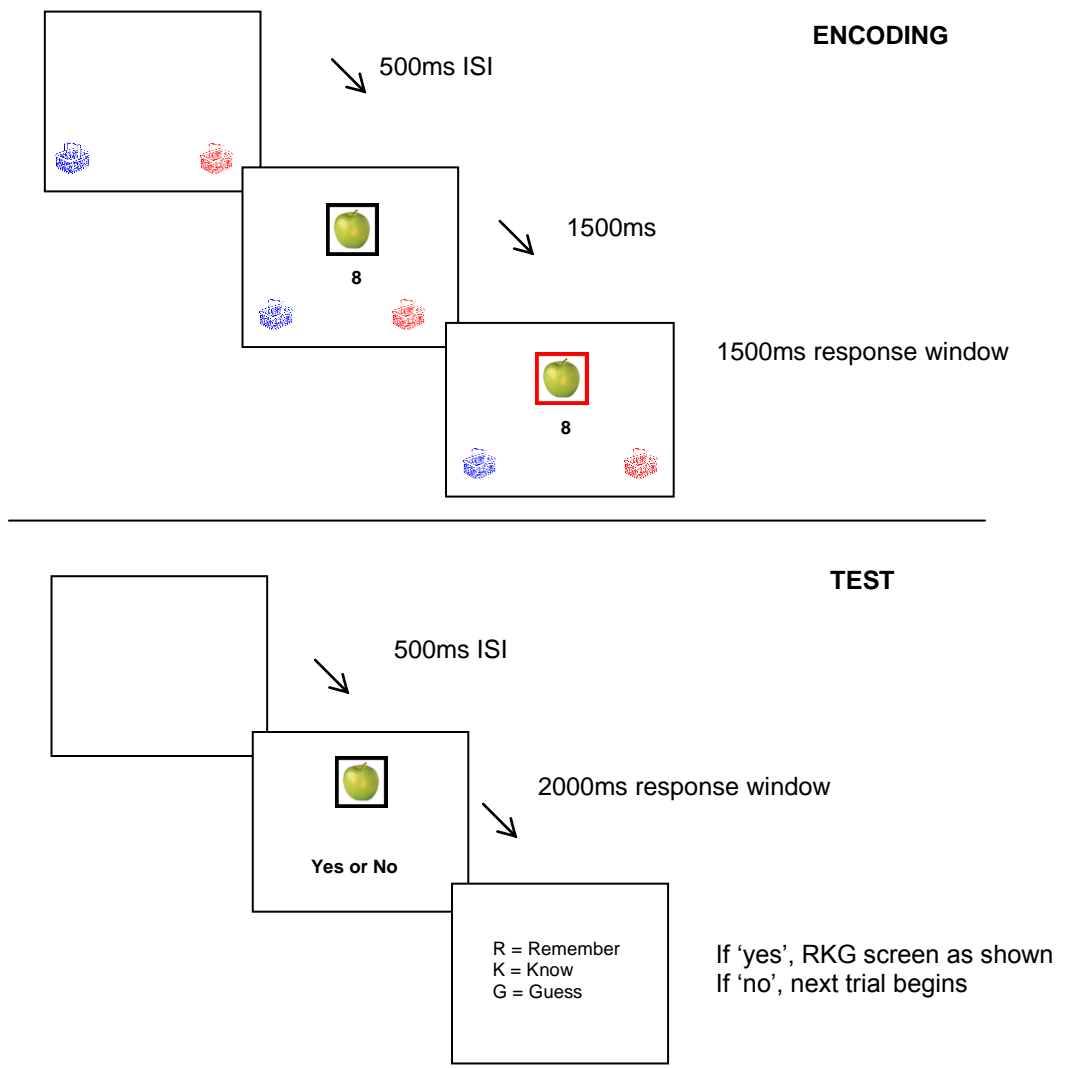 ENCODING
500ms ISI
1500ms
8
1500ms response window
8
TEST
500ms ISI
2000ms response window
Yes or No
R = Remember
K = Know
G = Guess
If ‘yes’, RKG screen as shown
If ‘no’, next trial begins